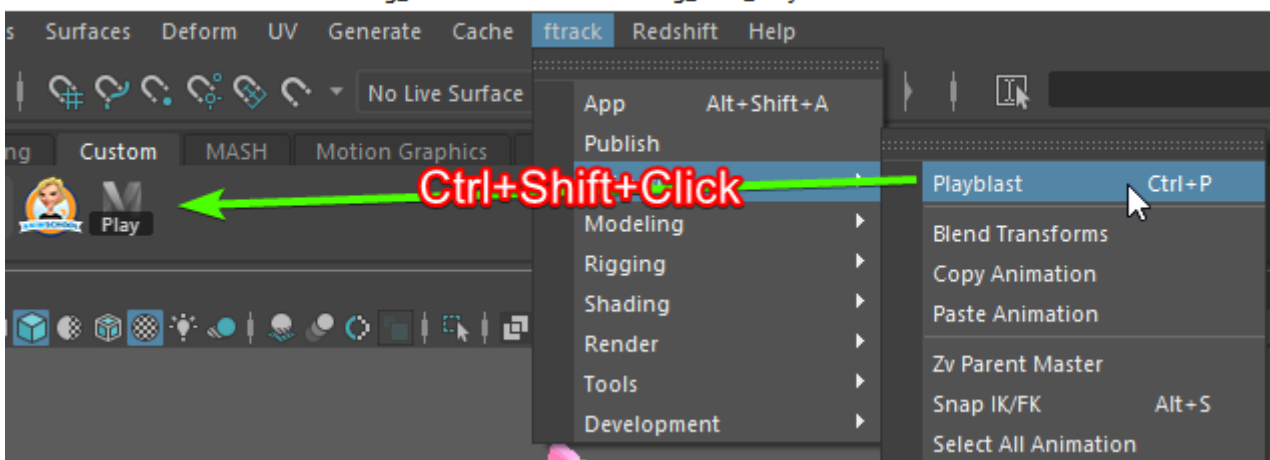 Surfaces Deform UV Generate Cache ftrack Redshift Help
No Live Surface
App Alt+Shift+A
Publish
Custom MASH Motion Graphics
Ctrl+Shift+Click
Playblast Ctrl+P
Play
Modeling
Blend Transforms
Rigging
Copy Animation
Shading
Paste Animation
Render
Zv Parent Master
Tools
Snap IK/FK Alt+S
Development
Select All Animation